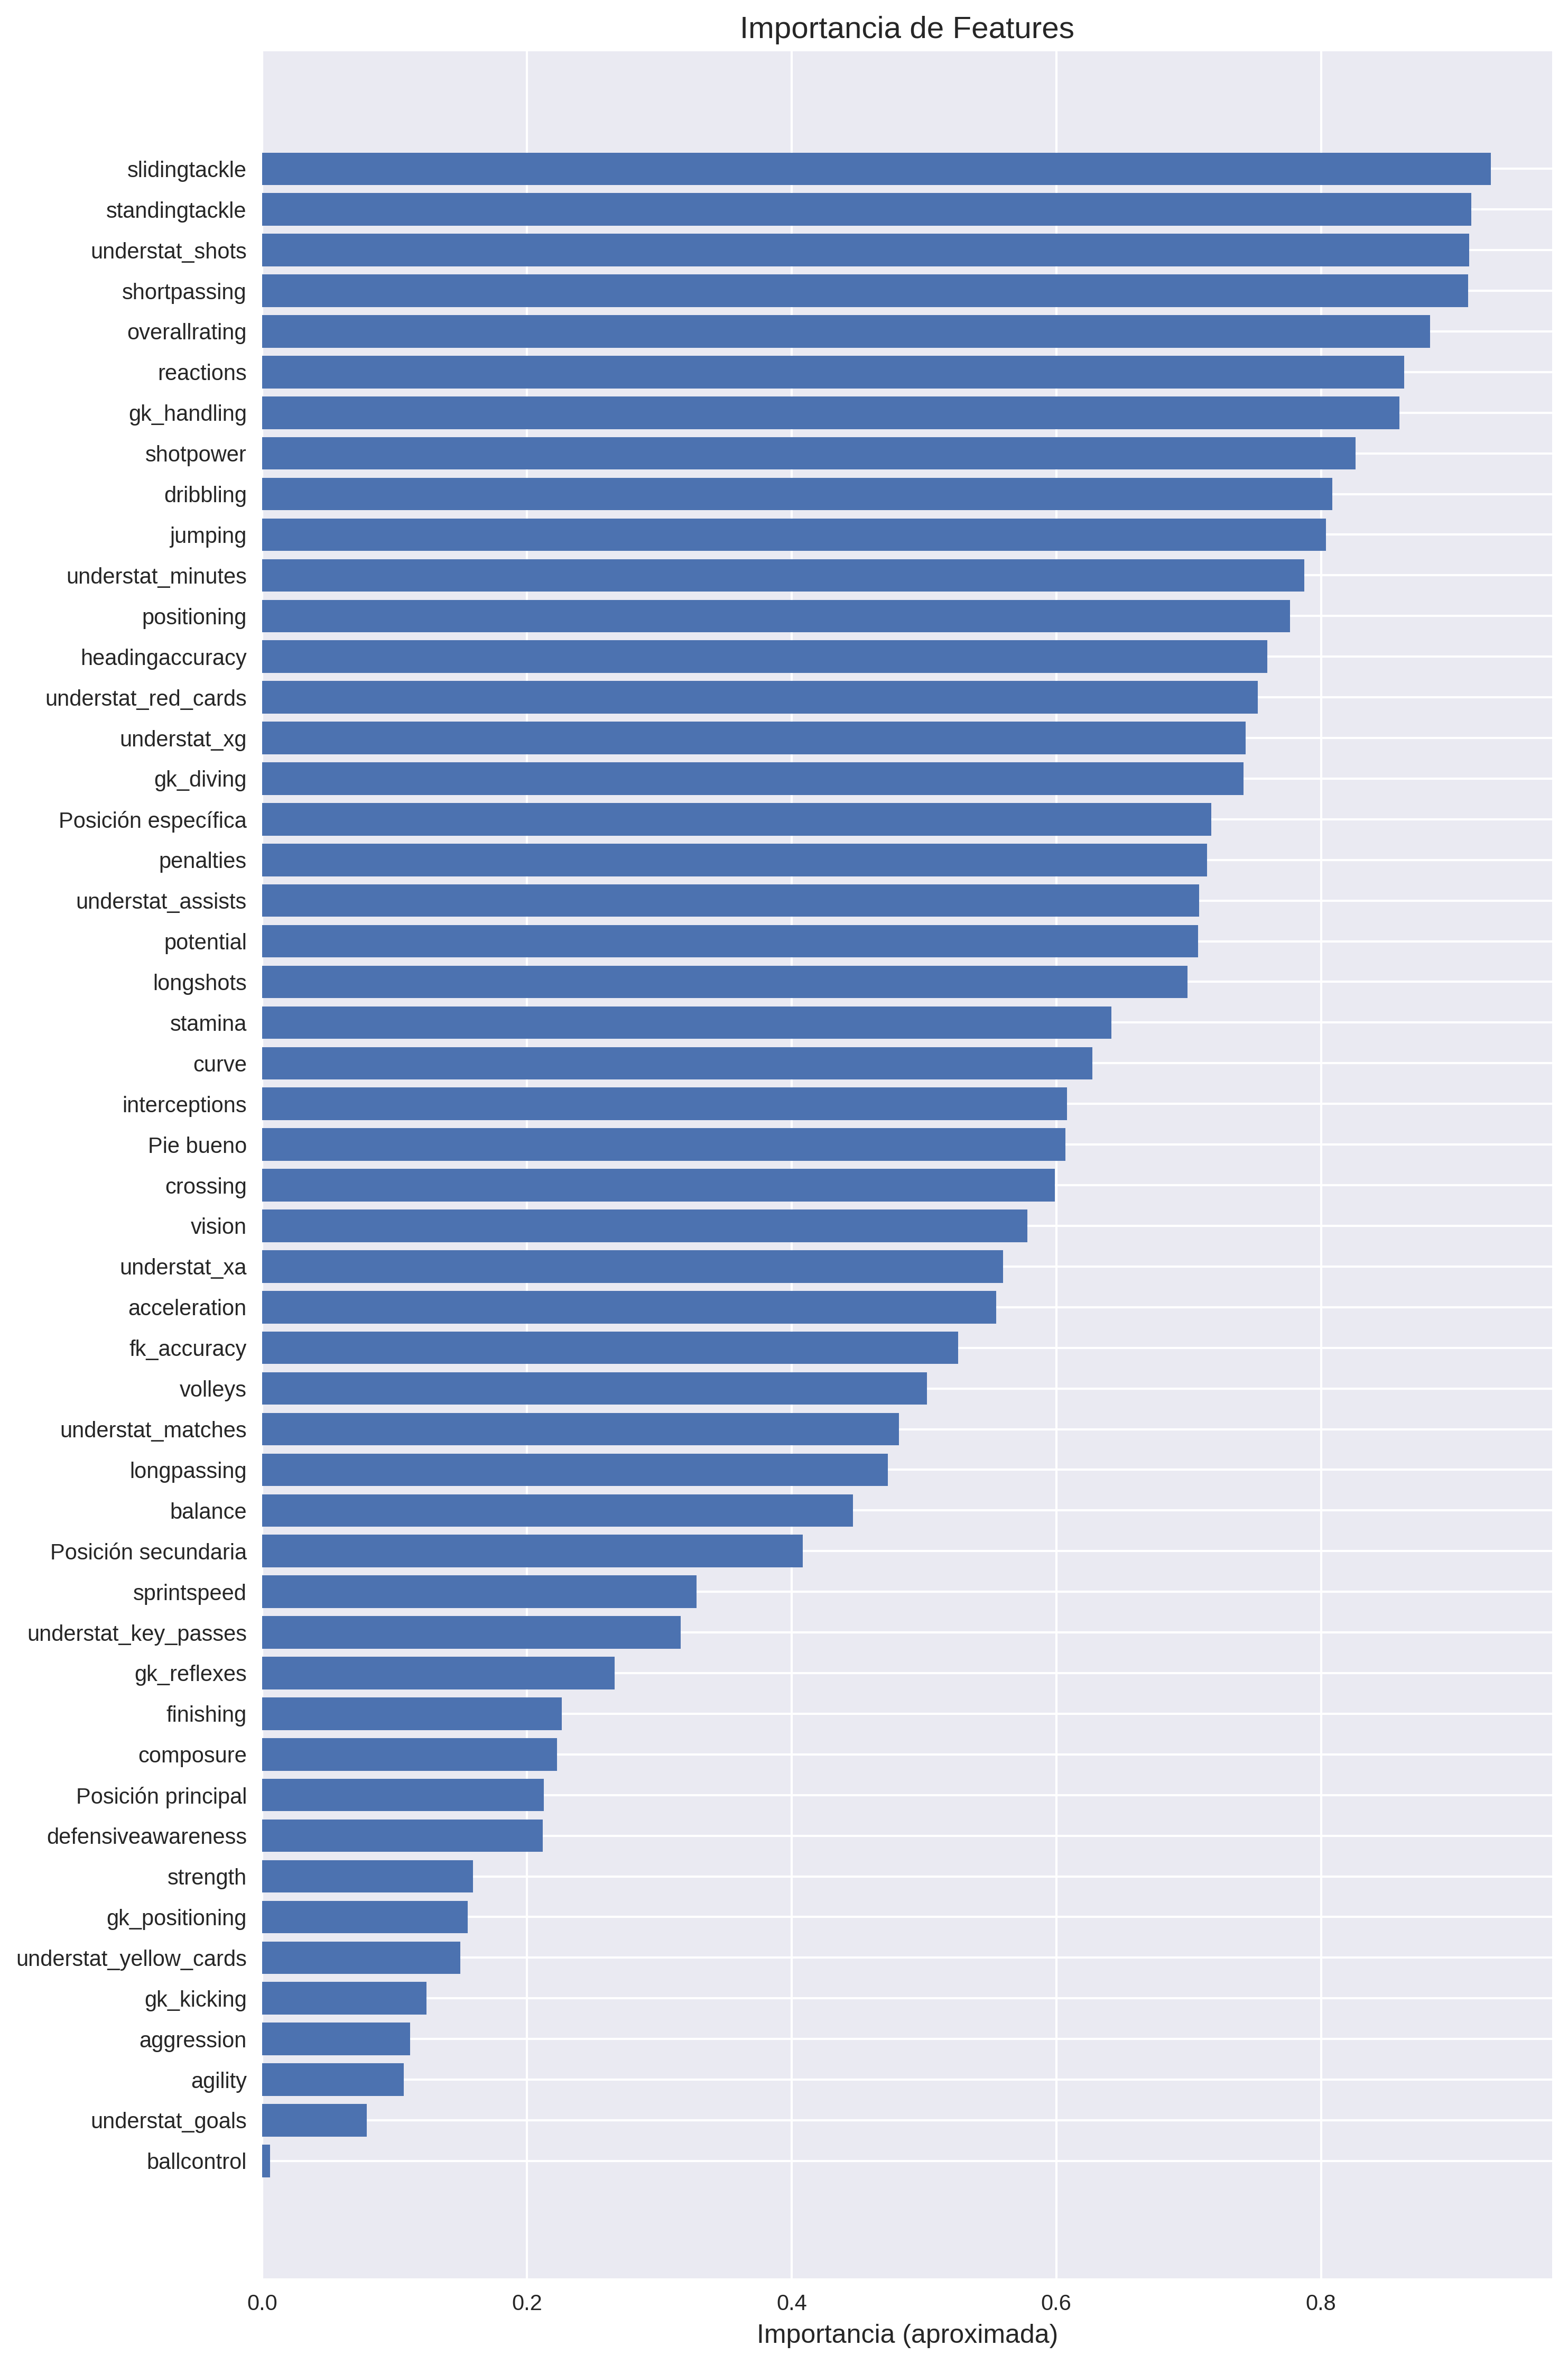 Importancia de Features
slidingtackle
standingtackle
understat_shots
shortpassing
overallrating
reactions
gk_handling
shotpower
dribbling
jumping
understat_minutes
positioning
headingaccuracy
understat_red_cards
understat_xg
gk_diving
Posición específica
penalties
understat_assists
potential
longshots
stamina
curve
interceptions
Pie bueno
crossing
vision
understat_xa
acceleration
fk_accuracy
volleys
understat_matches
longpassing
balance
Posición secundaria
sprintspeed
understat_key_passes
gk_reflexes
finishing
composure
Posición principal
defensiveawareness
strength
gk_positioning
understat_yellow_cards
gk_kicking
aggression
agility
understat_goals
ballcontrol
0.0 0.2 0.4 0.6 0.8
Importancia (aproximada)